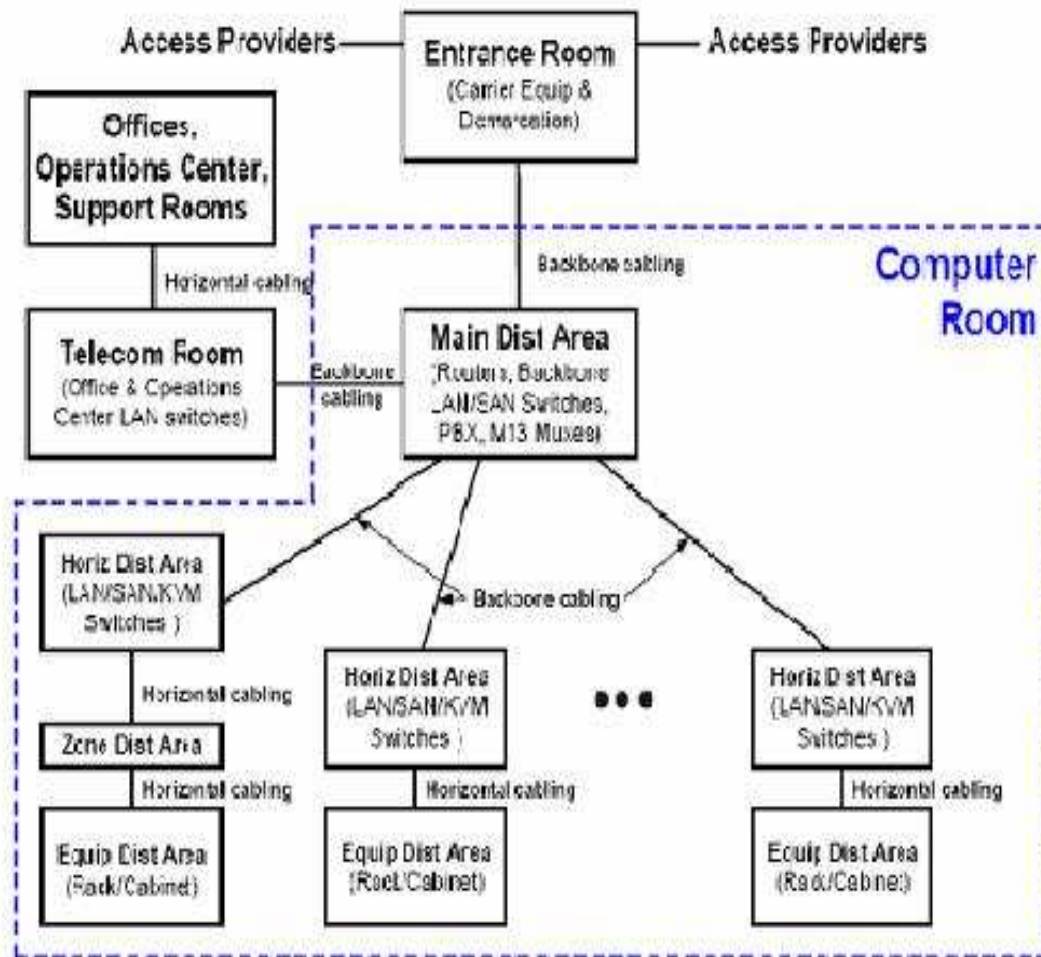 Access Providers
Entrance Room
(Carrier Equip &
Demarcation)
Access Providers
Offices,
Operations Center,
Support Rooms
Horizontal cabling
Backbone cabling
Computer
Room
Telecom Room
(Office & Operations
Center LAN switches)
Backbone
cabling
Main Dist Area
(Routers, Backbone
LAN/SAN Switches,
PBX, M13 Muxes)
Horiz Dist Area
(LAN/SAN/KVM
Switches )
Backbone cabling
Horizontal cabling
Zone Dist Area
Horizontal cabling
Equip Dist Area
(Rack/Cabinet)
Horiz Dist Area
(LAN/SAN/KVM
Switches )
Horizontal cabling
Equip Dist Area
(Rack/Cabinet)
Horiz Dist Area
(LAN/SAN/KVM
Switches )
Horizontal cabling
Equip Dist Area
(Rack/Cabinet)